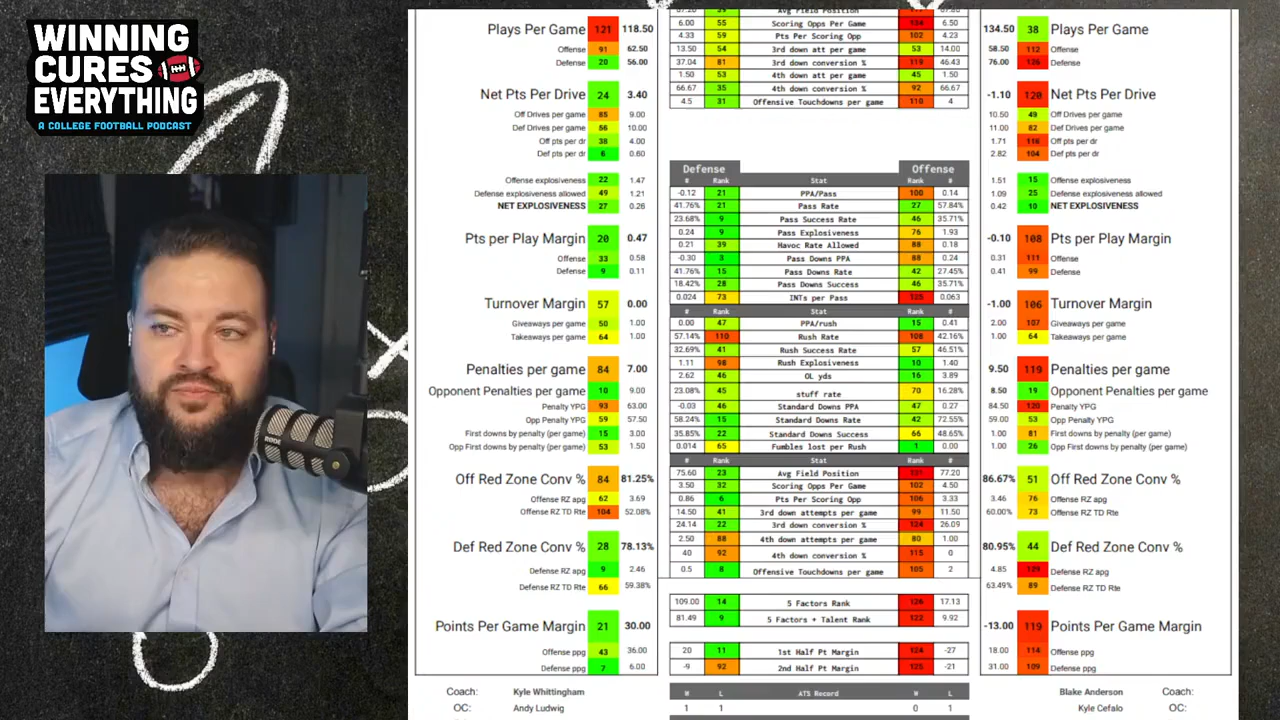 WINNING
CURES
EVERYTHING
A COLLEGE FOOTBALL PODCAST
Plays Per Game 121 118.50
Offense 91 62.50
Defense 20 56.00
Net Pts Per Drive 24 3.40
Off Drives per game 85 9.00
Def Drives per game 56 10.00
Off pts per dr 38 4.00
Def pts per dr 6 0.60
Offense explosiveness 22 1.47
Defense explosiveness allowed 49 1.21
NET EXPLOSIVENESS 27 0.26
Pts per Play Margin 20 0.47
Offense 33 0.58
Defense 9 0.11
Turnover Margin 57 0.00
Giveaways per game 50 1.00
Takeaways per game 64 1.00
Penalties per game 84 7.00
Opponent Penalties per game 10 9.00
Penalty YPG 93 63.00
Opp Penalty YPG 59 57.50
First downs by penalty (per game) 15 3.00
Opp First downs by penalty (per game) 53 1.50
Off Red Zone Conv % 84 81.25%
Offense RZ apg 62 3.69
Offense RZ TD Rte 104 52.08%
Def Red Zone Conv % 28 78.13%
Defense RZ apg 9 2.46
Defense RZ TD Rte 66 59.38%
Points Per Game Margin 21 30.00
Offense ppg 43 36.00
Defense ppg 7 6.00
Coach: Kyle Whittingham
OC: Andy Ludwig
Avg Field Position
6.00 55 Scoring Opps Per Game 6.50
4.33 59 Pts Per Scoring Opp 102 4.23
13.50 54 3rd down att per game 53 14.00
37.04 81 3rd down conversion % 119 46.43
1.50 53 4th down att per game 45 1.50
66.67 35 4th down conversion % 92 66.67
4.5 31 Offensive Touchdowns per game 110 4
Defense Offense
# Rank Stat Rank #
-0.12 21 PPA/Pass 100 0.14
41.76% 21 Pass Rate 27 57.84%
23.68% 9 Pass Success Rate 46 35.71%
0.24 9 Pass Explosiveness 76 1.93
0.21 39 Havoc Rate Allowed 88 0.18
-0.30 3 Pass Downs PPA 88 0.24
41.76% 15 Pass Downs Rate 42 27.45%
18.42% 28 Pass Downs Success 46 35.71%
0.024 73 INTs per Pass 125 0.063
# Rank Stat Rank #
0.00 47 PPA/rush 15 0.41
57.14% 110 Rush Rate 108 42.16%
32.69% 41 Rush Success Rate 57 46.51%
1.11 98 Rush Explosiveness 10 1.40
2.62 46 OL yds 16 3.89
23.08% 45 stuff rate 70 16.28%
-0.03 46 Standard Downs PPA 47 0.27
58.24% 15 Standard Downs Rate 42 72.55%
35.85% 22 Standard Downs Success 66 48.65%
0.014 65 Fumbles lost per Rush 1 0.00
# Rank Stat Rank #
75.60 23 Avg Field Position 77.20
3.50 32 Scoring Opps Per Game 102 4.50
0.86 6 Pts Per Scoring Opp 106 3.33
14.50 41 3rd down attempts per game 99 11.50
24.14 22 3rd down conversion % 124 26.09
2.50 88 4th down attempts per game 80 1.00
40 92 4th down conversion % 115 0
0.5 8 Offensive Touchdowns per game 105 2
109.00 14 5 Factors Rank 126 17.13
81.49 9 5 Factors + Talent Rank 122 9.92
20 11 1st Half Pt Margin 124 -27
-9 92 2nd Half Pt Margin 125 -21
W L ATS Record W L
1 1 0 1
134.50 38 Plays Per Game
58.50 112 Offense
76.00 126 Defense
-1.10 120 Net Pts Per Drive
10.50 49 Off Drives per game
11.00 82 Def Drives per game
1.71 116 Off pts per dr
2.82 104 Def pts per dr
1.51 15 Offense explosiveness
1.09 25 Defense explosiveness allowed
0.42 10 NET EXPLOSIVENESS
-0.10 108 Pts per Play Margin
0.31 111 Offense
0.41 99 Defense
-1.00 106 Turnover Margin
2.00 107 Giveaways per game
1.00 64 Takeaways per game
9.50 119 Penalties per game
8.50 19 Opponent Penalties per game
84.50 120 Penalty YPG
59.00 53 Opp Penalty YPG
1.00 81 First downs by penalty (per game)
1.00 26 Opp First downs by penalty (per game)
86.67% 51 Off Red Zone Conv %
3.46 76 Offense RZ apg
60.00% 73 Offense RZ TD Rte
80.95% 44 Def Red Zone Conv %
4.85 Defense RZ apg
63.49% 89 Defense RZ TD Rte
-13.00 119 Points Per Game Margin
18.00 114 Offense ppg
31.00 109 Defense ppg
Blake Anderson Coach:
Kyle Cefalo OC: